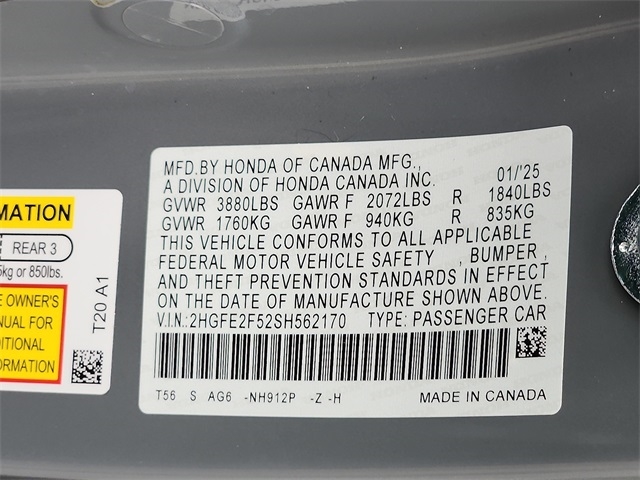 MFD.BY HONDA OF CANADA MFG.,
A DIVISION OF HONDA CANADA INC. 01/'25
GVWR 3880LBS GAWR F 2072LBS R 1840LBS
GVWR 1760KG GAWR F 940KG R 835KG
THIS VEHICLE CONFORMS TO ALL APPLICABLE
FEDERAL MOTOR VEHICLE SAFETY , BUMPER ,
AND THEFT PREVENTION STANDARDS IN EFFECT
ON THE DATE OF MANUFACTURE SHOWN ABOVE.
V.I.N.: 2HGFE2F52SH562170 TYPE: PASSENGER CAR
T56 S AG6 -NH912P -Z -H MADE IN CANADA
MATION
REAR 3
5kg or 850lbs.
E OWNER'S
NUAL FOR
DITIONAL
ORMATION
T20 A1